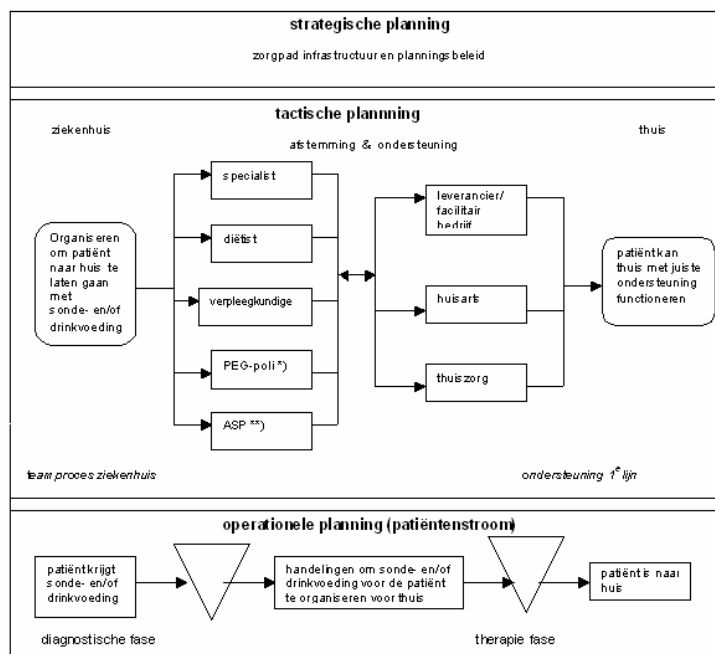 strategische planning
zorgpad infrastructuur en planningsbeleid
tactische plannning
ziekenhuis
thuis
afstemming & ondersteuning
specialist
diëtist
verpleegkundige
PEG-poli *)
ASP **)
Organiseren
om patiënt
naar huis te
laten gaan
met
sonde- en/of
drinkvoeding
leverancier/
facilitair
bedrijf
huisarts
thuiszorg
patiënt kan
thuis met juiste
ondersteuning
functioneren
team proces ziekenhuis
ondersteuning 1e lijn
operationele planning (patiëntenstroom)
patiënt krijgt
sonde- en/of
drinkvoeding
handelingen om sonde- en/of
drinkvoeding voor de patiënt
te organiseren voor thuis
patiënt is naar
huis
diagnostische fase
therapie fase